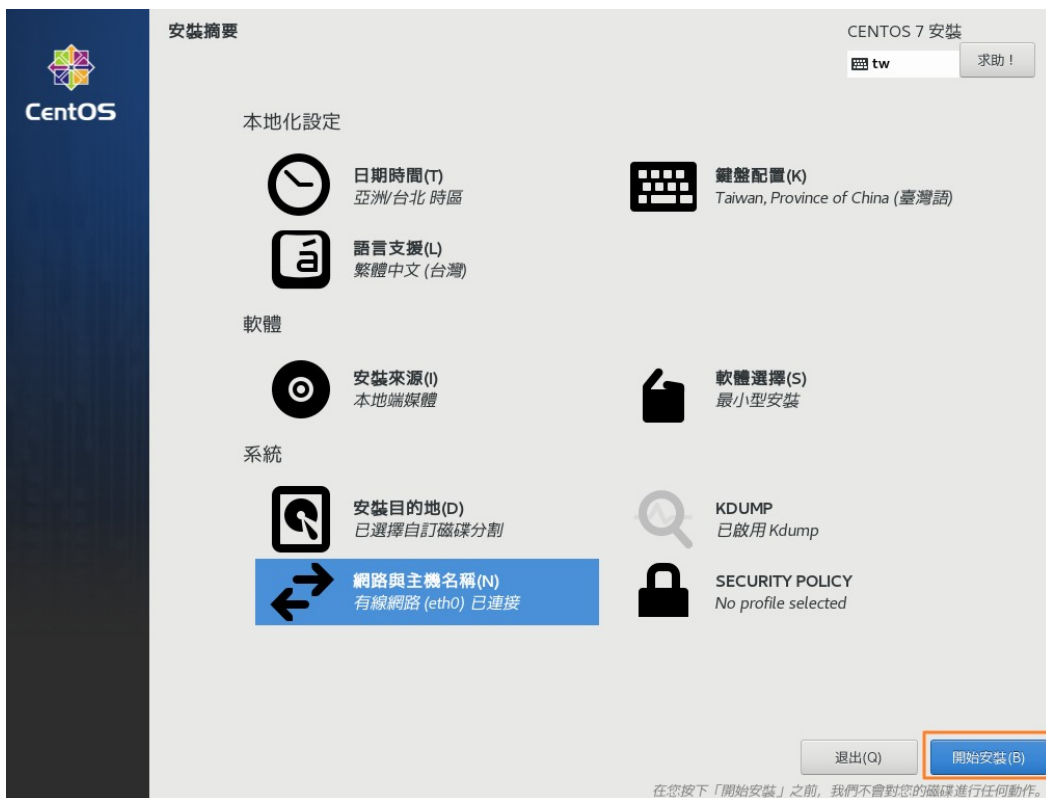 安裝摘要
CENTOS 7 安裝
tw
求助！
CentOS
本地化設定
日期時間(T)
亞洲/台北 時區
鍵盤配置(K)
Taiwan, Province of China (臺灣語)
á
語言支援(L)
繁體中文 (台灣)
軟體
安裝來源(I)
本地端媒體
軟體選擇(S)
最小型安裝
系統
安裝目的地(D)
已選擇自訂磁碟分割
KDUMP
已啟用 Kdump
網路與主機名稱(N)
有線網路 (eth0) 已連接
SECURITY POLICY
No profile selected
退出(Q)
開始安裝(B)
在您按下「開始安裝」之前，我們不會對您的磁碟進行任何動作。